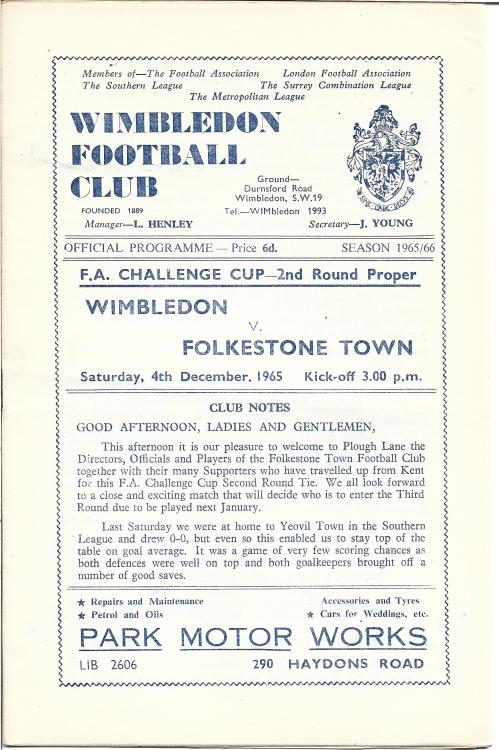 Members of—The Football Association London Football Association
The Southern League The Surrey Combination League
The Metropolitan League
WIMBLEDON
FOOTBALL
CLUB
Ground—
Durnsford Road
Wimbledon, S.W.19
FOUNDED 1889 Tel.—WIMbledon 1993
Manager—L. HENLEY Secretary—J. YOUNG
OFFICIAL PROGRAMME — Price 6d. SEASON 1965/66
F.A. CHALLENGE CUP—2nd Round Proper
WIMBLEDON
V.
FOLKESTONE TOWN
Saturday, 4th December, 1965 Kick-off 3.00 p.m.
CLUB NOTES
GOOD AFTERNOON, LADIES AND GENTLEMEN,
This afternoon it is our pleasure to welcome to Plough Lane the
Directors, Officials and Players of the Folkestone Town Football Club
together with their many Supporters who have travelled up from Kent
for this F.A. Challenge Cup Second Round Tie. We all look forward
to a close and exciting match that will decide who is to enter the Third
Round due to be played next January.
Last Saturday we were at home to Yeovil Town in the Southern
League and drew 0-0, but even so this enabled us to stay top of the
table on goal average. It was a game of very few scoring chances as
both defences were well on top and both goalkeepers brought off a
number of good saves.
★ Repairs and Maintenance Accessories and Tyres
★ Petrol and Oils ★ Cars for Weddings, etc.
PARK MOTOR WORKS
LIB 2606 290 HAYDONS ROAD